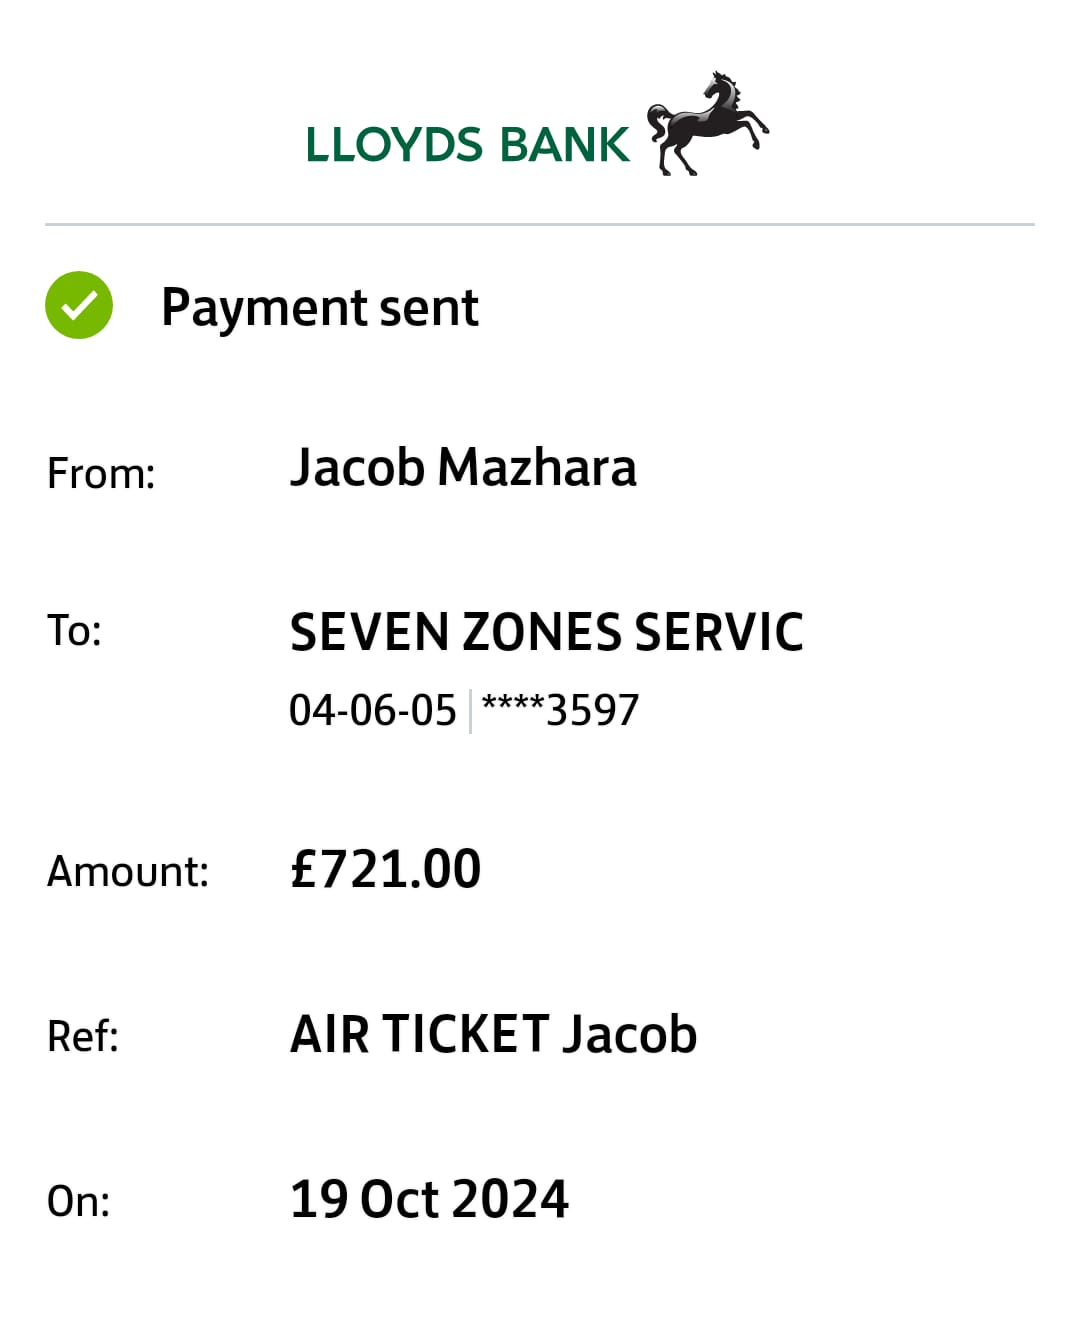 LLOYDS BANK
Payment sent
From: Jacob Mazhara
To: SEVEN ZONES SERVIC
04-06-05 | ****3597
Amount: £721.00
Ref: AIR TICKET Jacob
On: 19 Oct 2024